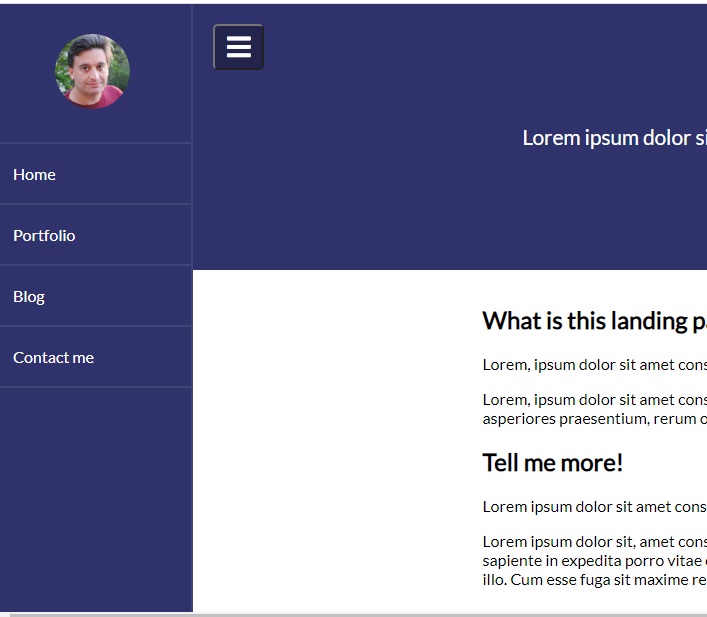 Home
Portfolio
Blog
Contact me
Lorem ipsum dolor si
What is this landing pa
Lorem, ipsum dolor sit amet cons
Lorem, ipsum dolor sit amet cons
asperiores praesentium, rerum o
Tell me more!
Lorem ipsum dolor sit amet cons
Lorem ipsum dolor sit, amet cons
sapiente in expedita porro vitae
illo. Cum esse fuga sit maxime re